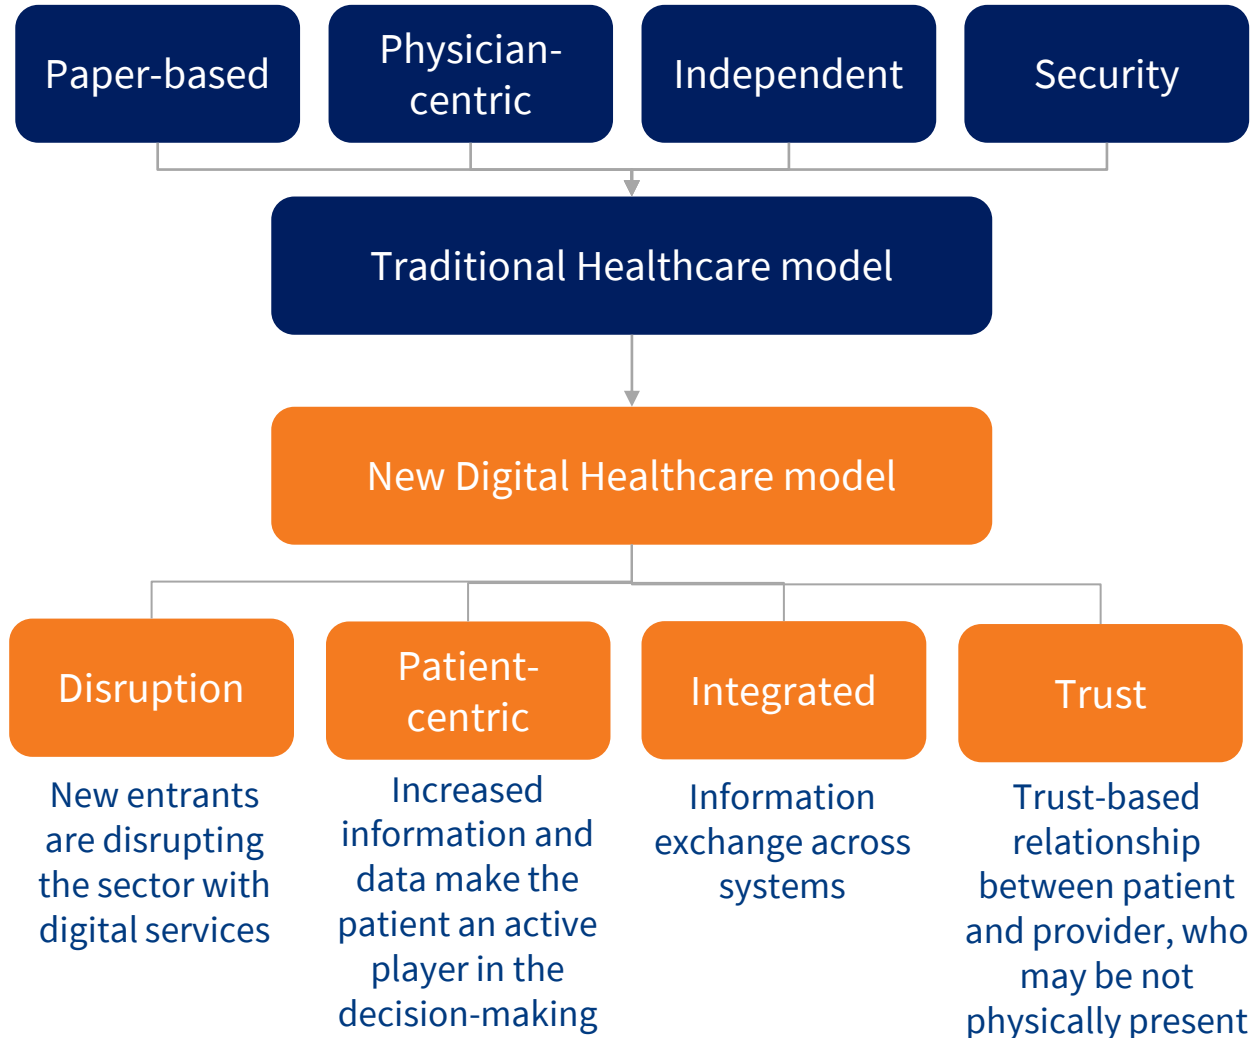 Paper-based
Physician-
centric
Independent
Security
Traditional Healthcare model
New Digital Healthcare model
Disruption
Patient-
centric
Integrated
Trust
New entrants
are disrupting
the sector with
digital services
Increased
information and
data make the
patient an active
player in the
decision-making
Information
exchange across
systems
Trust-based
relationship
between patient
and provider, who
may be not
physically present